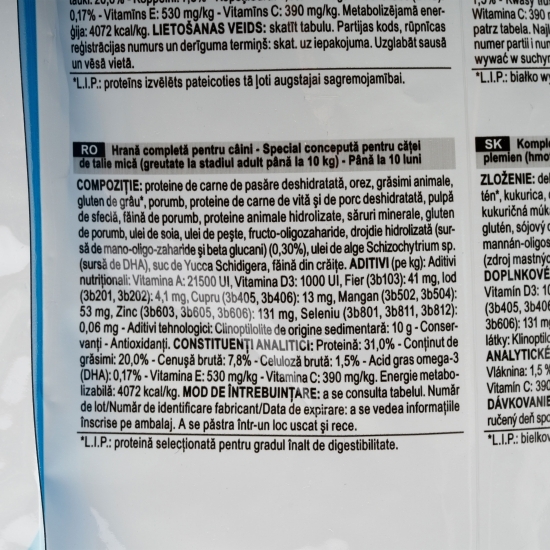 0,17% - Vitamīns E: 530 mg/kg - Vitamīns C: 390 mg/kg. Metabolizējamā ener-
ģija: 4072 kcal/kg. LIETOŠANAS VEIDS: skatīt tabulu. Partijas kods, rūpnīcas
reģistrācijas numurs un derīguma termiņš: skat. uz iepakojuma. Uzglabāt sausā
un vēsā vietā.
*L.I.P.: proteīns izvēlēts pateicoties tā ļoti augstajai sagremojamībai.
RO Hrană completă pentru câini - Special concepută pentru căței
de talie mică (greutate la stadiul adult până la 10 kg) - Până la 10 luni
COMPOZIȚIE: proteine de carne de pasăre deshidratată, orez, grăsimi animale,
gluten de grâu*, porumb, proteine de carne de vită și de porc deshidratată, pulpă
de sfeclă, făină de porumb, proteine animale hidrolizate, săruri minerale, gluten
de porumb, ulei de soia, ulei de pește, fructo-oligozaharide, drojdie hidrolizată (sur-
să de mano-oligo-zaharide și beta glucani) (0,30%), ulei de alge Schizochytrium sp.
(sursă de DHA), suc de Yucca Schidigera, făină din crăițe. ADITIVI (pe kg): Aditivi
nutriționali: Vitamina A: 21500 UI, Vitamina D3: 1000 UI, Fier (3b103): 41 mg, Iod
(3b201, 3b202): 4,1 mg, Cupru (3b405, 3b406): 13 mg, Mangan (3b502, 3b504):
53 mg, Zinc (3b603, 3b605, 3b606): 131 mg, Seleniu (3b801, 3b811, 3b812):
0,06 mg - Aditivi tehnologici: Clinoptilolite de origine sedimentară: 10 g - Conser-
vanți - Antioxidanți. CONSTITUENȚI ANALITICI: Proteină: 31,0% - Conținut de
grăsimi: 20,0% - Cenușă brută: 7,8% - Celuloză brută: 1,5% - Acid gras omega-3
(DHA): 0,17% - Vitamina E: 530 mg/kg - Vitamina C: 390 mg/kg. Energie metabo-
lizabilă: 4072 kcal/kg. MOD DE ÎNTREBUINȚARE: a se consulta tabelul. Număr
de lot/Număr de identificare fabricant/Data de expirare: a se vedea informațiile
înscrise pe ambalaj. A se păstra într-un loc uscat și rece.
*L.I.P.: proteină selecționată pentru gradul înalt de digestibilitate.
Witamina C: 390
patrz tabela.
numer partii i
wywać w
*L.I.P.: białko
SK
plemien
ZLOŽENIE:
tén*, kukurica,
kukuričná
glutén, sójový
mannán-oligos
(zdroj mastných
DOPLNKOVÉ
Vitamín D3:
(3b405, 3b406
3b606): 131
látky: Klinoptilo
ANALYTICKÉ
Vláknina: 1,5
Vitamín C: 390
DÁVKOVANIE
ručený deň
*L.I.P.: bielkov